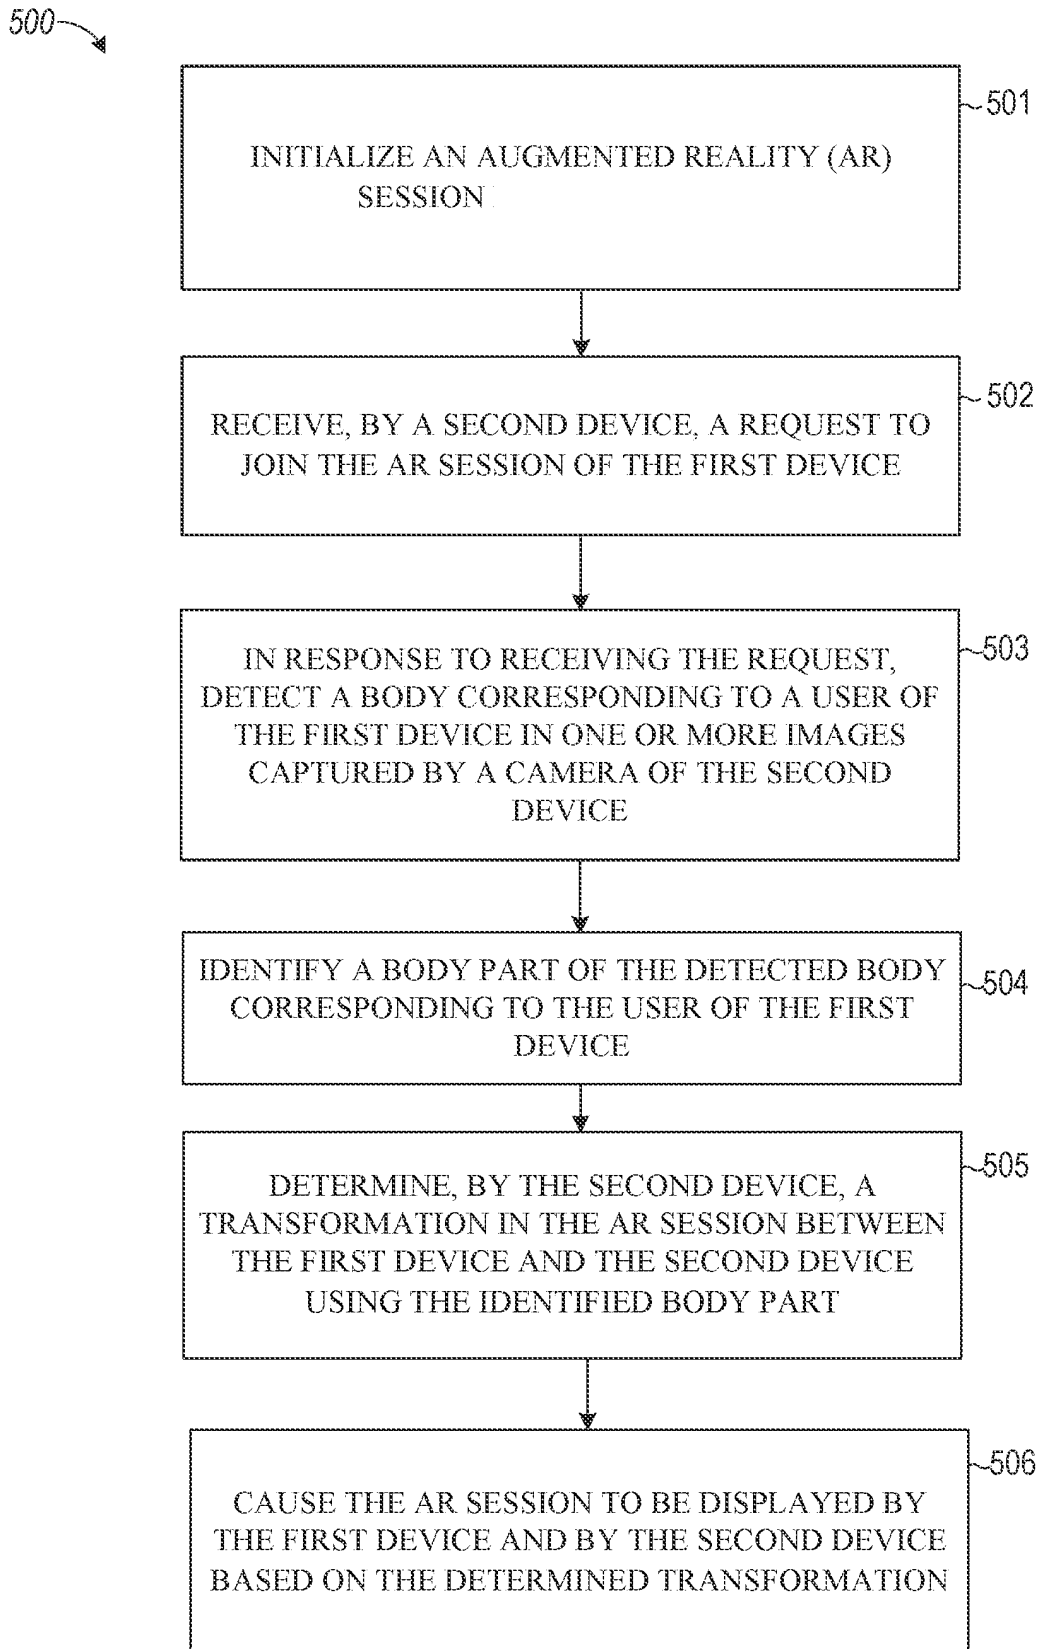 500
501
INITIALIZE AN AUGMENTED REALITY (AR)
SESSION
502
RECEIVE, BY A SECOND DEVICE, A REQUEST TO
JOIN THE AR SESSION OF THE FIRST DEVICE
503
IN RESPONSE TO RECEIVING THE REQUEST,
DETECT A BODY CORRESPONDING TO A USER OF
THE FIRST DEVICE IN ONE OR MORE IMAGES
CAPTURED BY A CAMERA OF THE SECOND
DEVICE
504
IDENTIFY A BODY PART OF THE DETECTED BODY
CORRESPONDING TO THE USER OF THE FIRST
DEVICE
505
DETERMINE, BY THE SECOND DEVICE, A
TRANSFORMATION IN THE AR SESSION BETWEEN
THE FIRST DEVICE AND THE SECOND DEVICE
USING THE IDENTIFIED BODY PART
506
CAUSE THE AR SESSION TO BE DISPLAYED BY
THE FIRST DEVICE AND BY THE SECOND DEVICE
BASED ON THE DETERMINED TRANSFORMATION